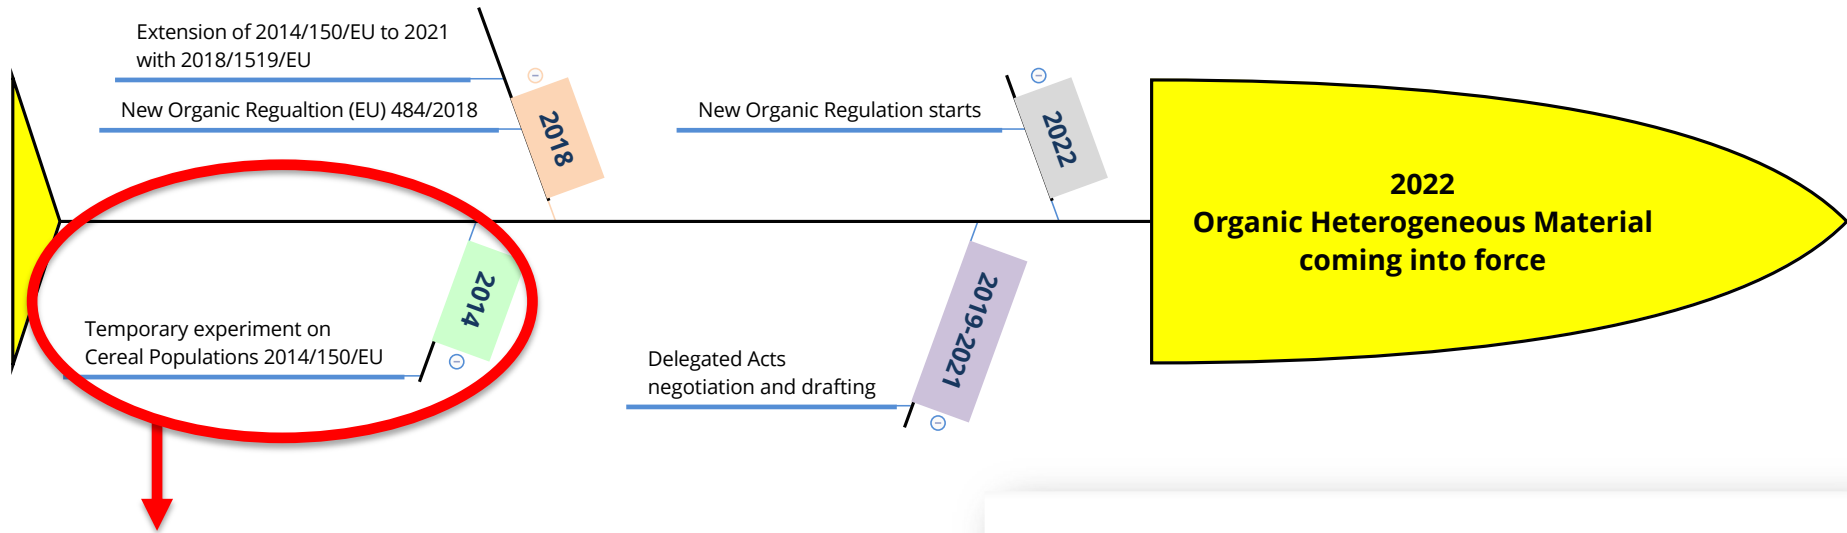 Extension of 2014/150/EU to 2021
with 2018/1519/EU
New Organic Regualtion (EU) 484/2018
2018
New Organic Regulation starts
2022
2022
Organic Heterogeneous Material
coming into force
Temporary experiment on
Cereal Populations 2014/150/EU
2014
Delegated Acts
negotiation and drafting
2019-2021